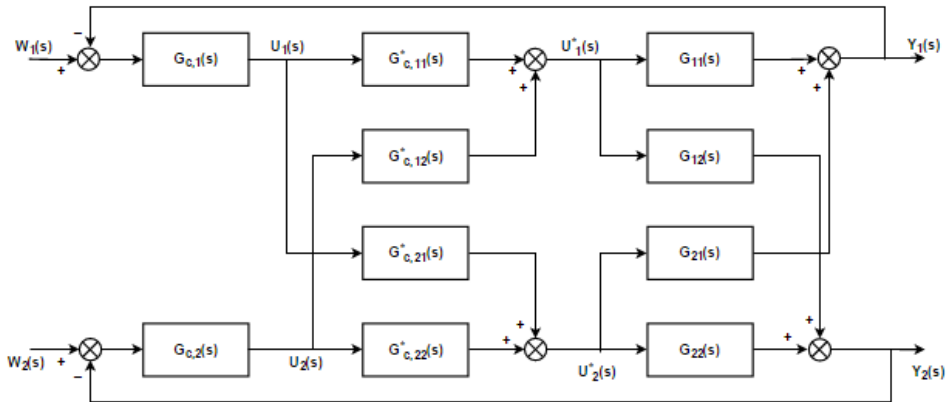 W1(s)
−
+
Gc,1(s)
U1(s)
G*c,11(s)
+
+
U*1(s)
G11(s)
+
+
Y1(s)
G*c,12(s)
G12(s)
G*c,21(s)
G21(s)
W2(s)
+
−
Gc,2(s)
U2(s)
G*c,22(s)
+
+
U*2(s)
G22(s)
+
+
Y2(s)